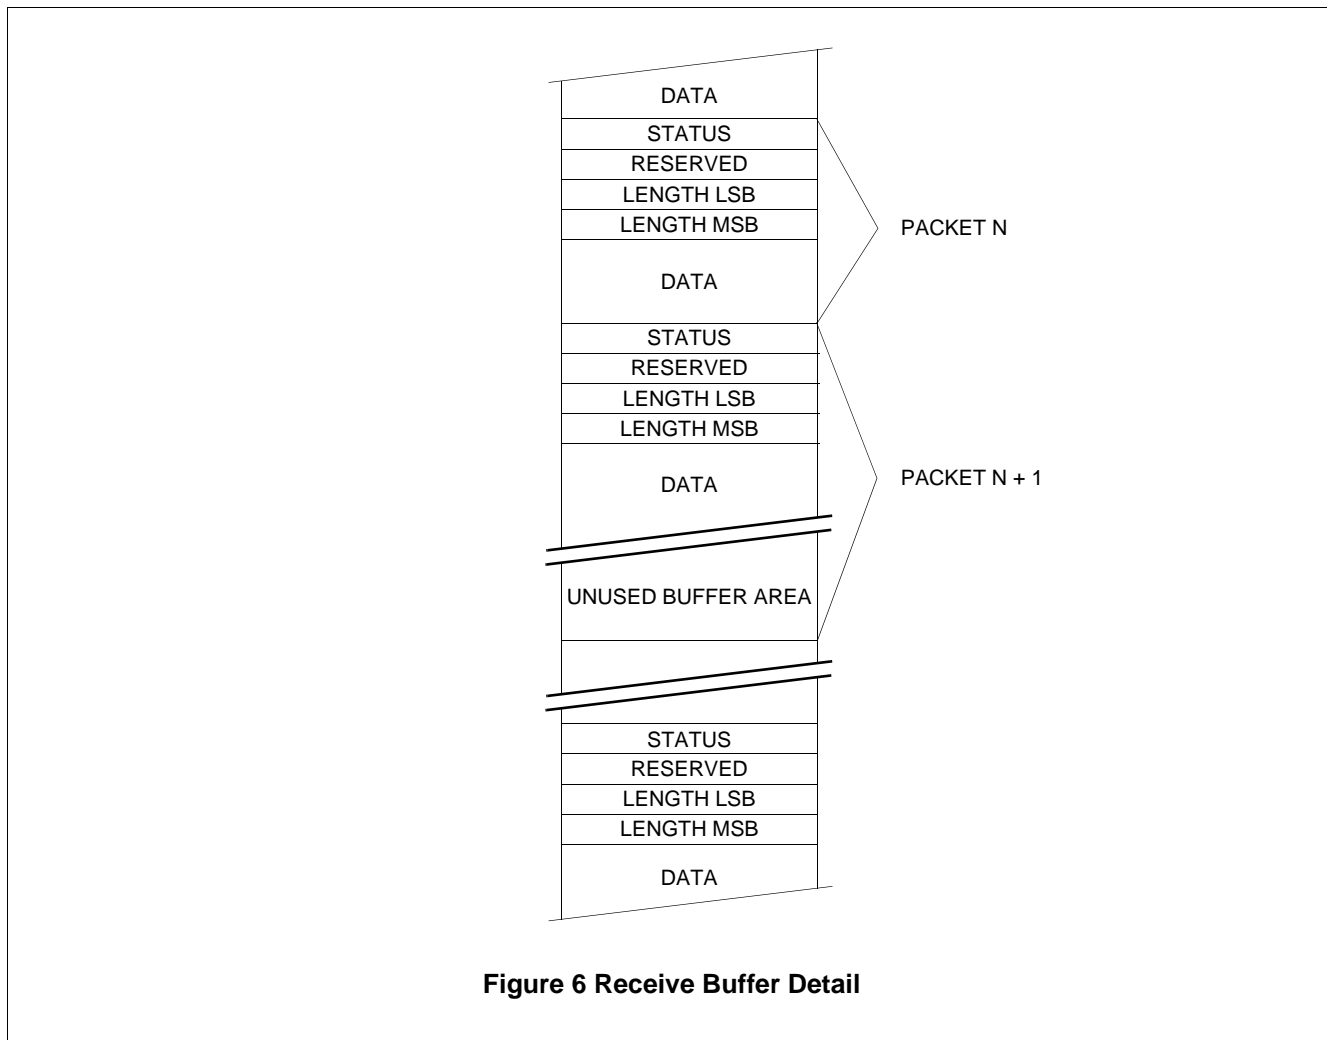 DATA
STATUS
RESERVED
LENGTH LSB
LENGTH MSB
PACKET N
DATA
STATUS
RESERVED
LENGTH LSB
LENGTH MSB
PACKET N + 1
DATA
UNUSED BUFFER AREA
STATUS
RESERVED
LENGTH LSB
LENGTH MSB
DATA
Figure 6 Receive Buffer Detail